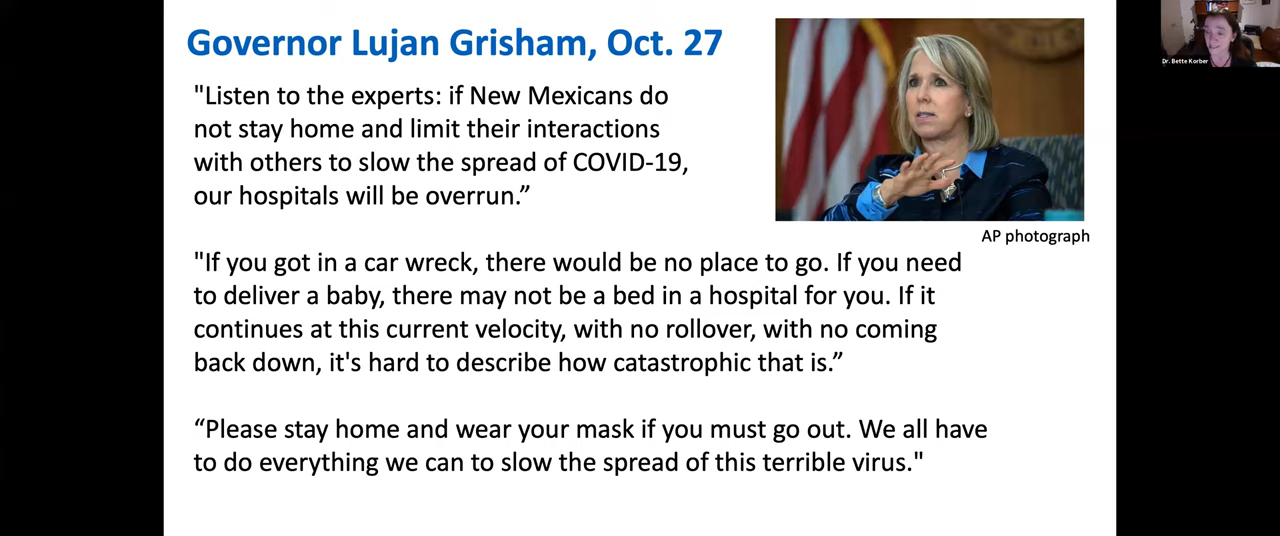 Governor Lujan Grisham, Oct. 27
Dr. Bette Korber
"Listen to the experts: if New Mexicans do
not stay home and limit their interactions
with others to slow the spread of COVID-19,
our hospitals will be overrun.”
AP photograph
"If you got in a car wreck, there would be no place to go. If you need
to deliver a baby, there may not be a bed in a hospital for you. If it
continues at this current velocity, with no rollover, with no coming
back down, it's hard to describe how catastrophic that is.”
“Please stay home and wear your mask if you must go out. We all have
to do everything we can to slow the spread of this terrible virus."